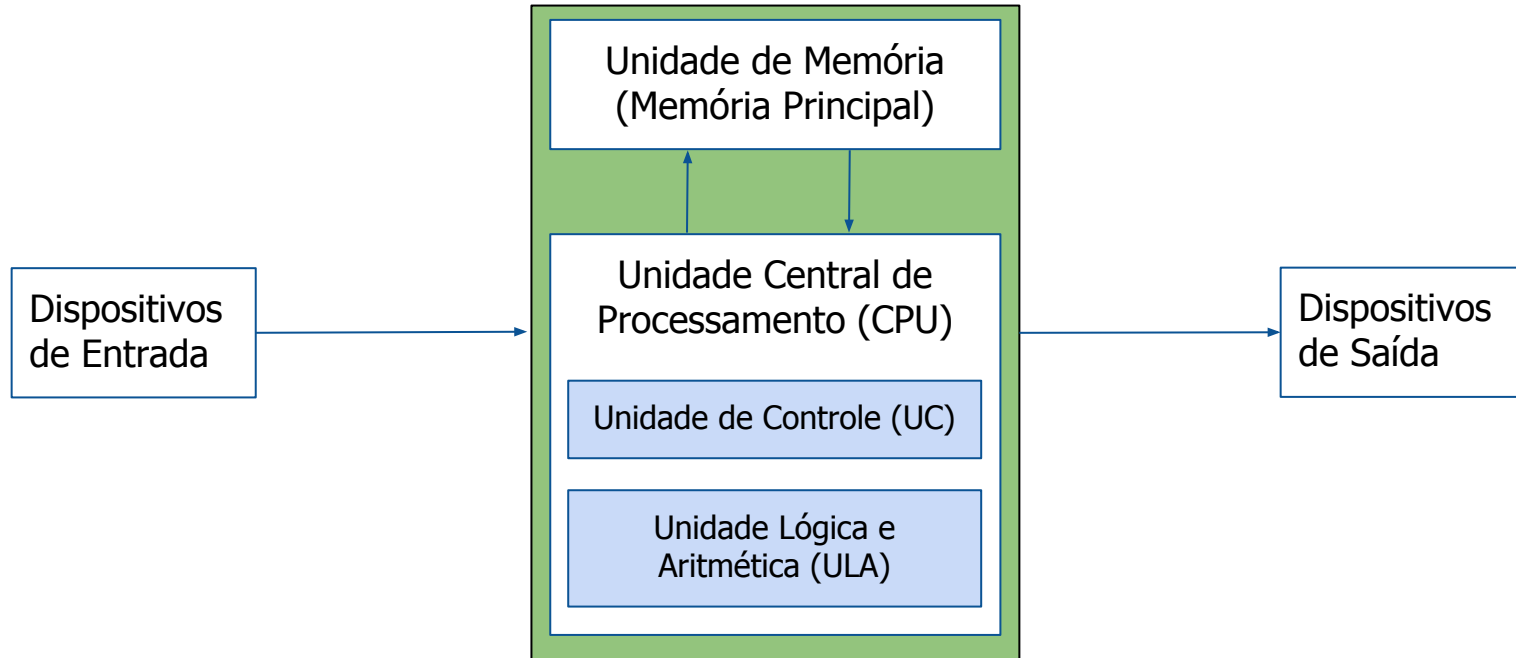 Unidade de Memória
(Memória Principal)
Unidade Central de
Processamento (CPU)
Dispositivos
de Entrada
Dispositivos
de Saída
Unidade de Controle (UC)
Unidade Lógica e
Aritmética (ULA)